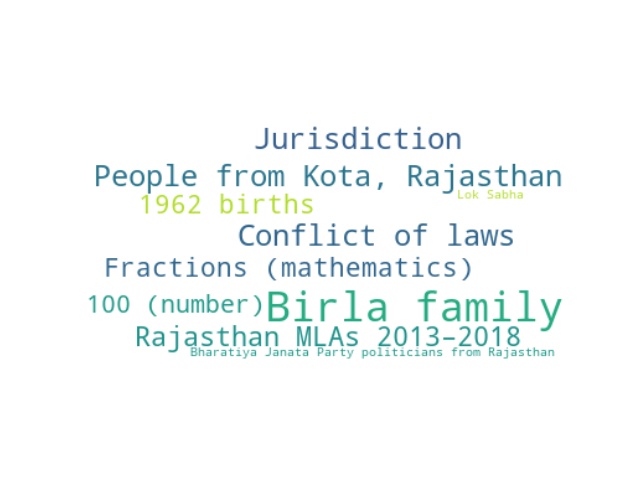 Jurisdiction
People from Kota, Rajasthan
Lok Sabha
1962 births
Conflict of laws
Fractions (mathematics)
100 (number)
Birla family
Rajasthan MLAs 2013–2018
Bharatiya Janata Party politicians from Rajasthan